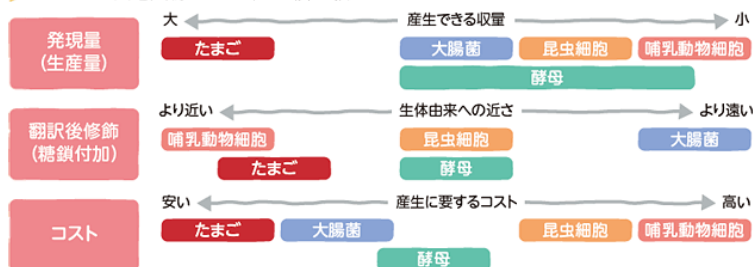 大 産生できる収量 小
発現量
(生産量)
たまご 大腸菌 昆虫細胞 哺乳動物細胞
酵母
より近い 生体由来への近さ より遠い
翻訳後修飾
(糖鎖付加)
哺乳動物細胞 昆虫細胞 大腸菌
たまご 酵母
安い 産生に要するコスト 高い
コスト
たまご 大腸菌 昆虫細胞 哺乳動物細胞
酵母